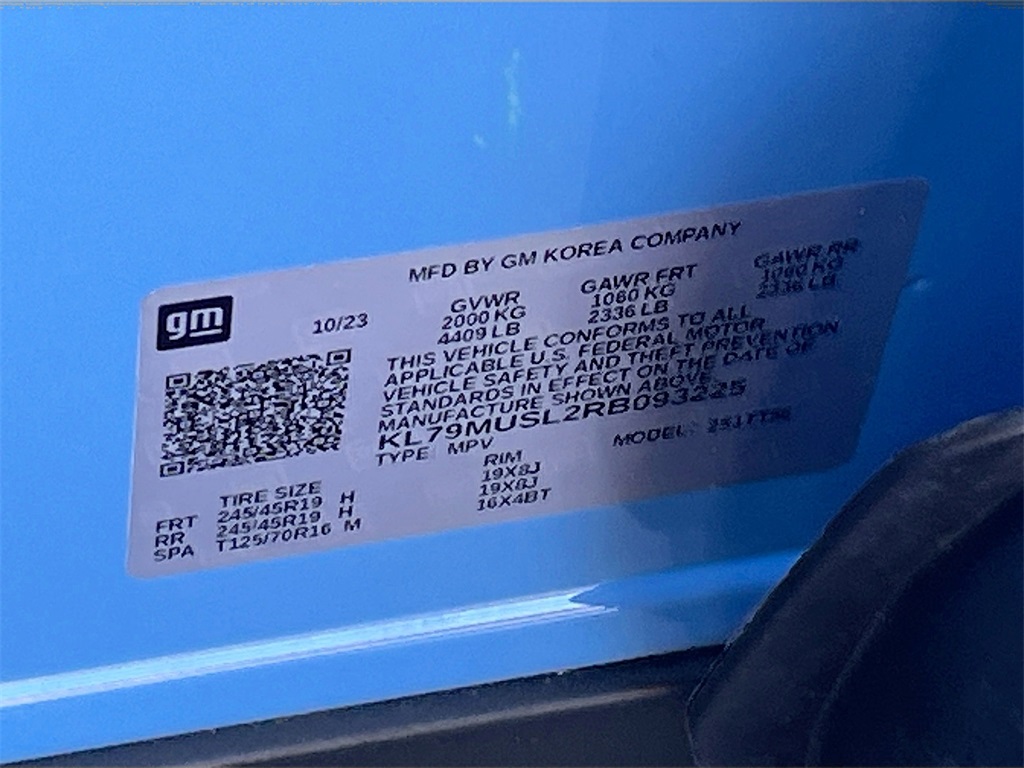 MFD BY GM KOREA COMPANY
gm
10/23
GVWR GAWR FRT GAWR RR
2000 KG 1060 KG 1060 KG
4409 LB 2336 LB 2336 LB
THIS VEHICLE CONFORMS TO ALL
APPLICABLE U.S. FEDERAL MOTOR
VEHICLE SAFETY AND THEFT PREVENTION
STANDARDS IN EFFECT ON THE DATE OF
MANUFACTURE SHOWN ABOVE
KL79MUSL2RB093225
TYPE MPV MODEL:
TIRE SIZE RIM
FRT 245/45R19 H 19X8J
RR 245/45R19 H 19X8J
SPA T125/70R16 M 16X4BT